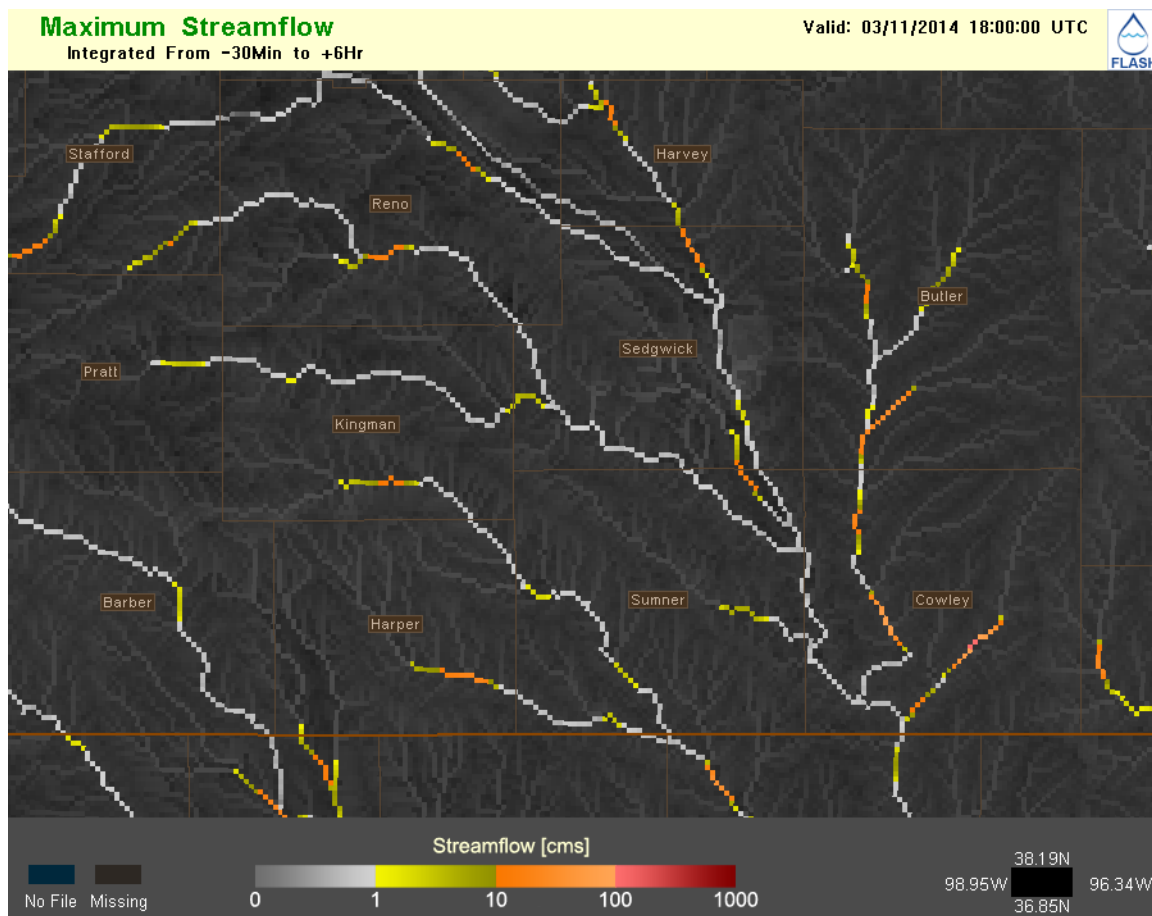 Maximum Streamflow
Integrated From -30Min to +6Hr
Valid: 03/11/2014 18:00:00 UTC
FLASH
Stafford
Harvey
Reno
Butler
Sedgwick
Pratt
Kingman
Barber
Harper
Sumner
Cowley
Streamflow [cms]
No File
Missing
0 1 10 100 1000
38.19N
98.95W 96.34W
36.85N